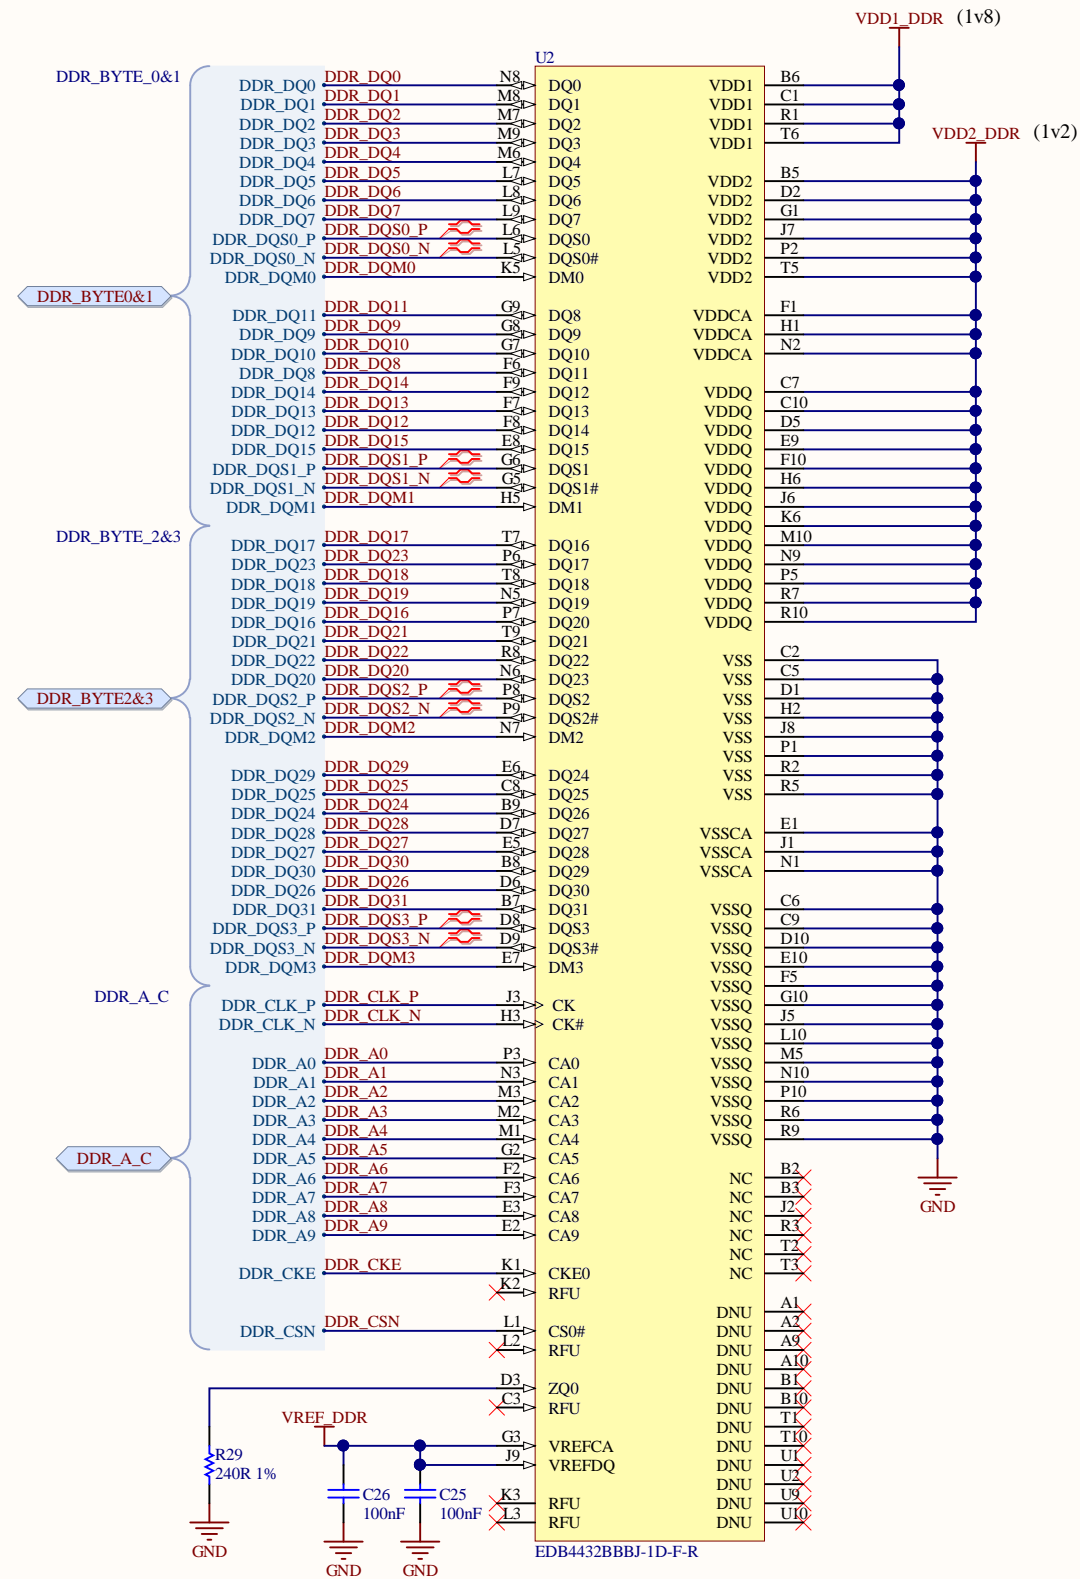 VDD1_DDR (1v8)
U2
DDR_BYTE_0&1
DDR_DQ0 DDR_DQ0 N8 DQ0 VDD1 B6
DDR_DQ1 DDR_DQ1 M8 DQ1 VDD1 C1
DDR_DQ2 DDR_DQ2 M7 DQ2 VDD1 R1
DDR_DQ3 DDR_DQ3 M9 DQ3 VDD1 T6
VDD2_DDR (1v2)
DDR_DQ4 DDR_DQ4 M6 DQ4
DDR_DQ5 DDR_DQ5 L7 DQ5 VDD2 B5
DDR_DQ6 DDR_DQ6 L8 DQ6 VDD2 D2
DDR_DQ7 DDR_DQ7 L9 DQ7 VDD2 G1
DDR_DQS0_P DDR_DQS0_P L6 DQS0 VDD2 J7
DDR_DQS0_N DDR_DQS0_N L5 DQS0# VDD2 P2
DDR_DQM0 DDR_DQM0 K5 DM0 VDD2 T5
DDR_BYTE0&1
DDR_DQ11 DDR_DQ11 G9 DQ8 VDDCA F1
DDR_DQ9 DDR_DQ9 G8 DQ9 VDDCA H1
DDR_DQ10 DDR_DQ10 G7 DQ10 VDDCA N2
DDR_DQ8 DDR_DQ8 F6 DQ11
DDR_DQ14 DDR_DQ14 F9 DQ12 VDDQ C7
DDR_DQ13 DDR_DQ13 F7 DQ13 VDDQ C10
DDR_DQ12 DDR_DQ12 F8 DQ14 VDDQ D5
DDR_DQ15 DDR_DQ15 E8 DQ15 VDDQ E9
DDR_DQS1_P DDR_DQS1_P G6 DQS1 VDDQ F10
DDR_DQS1_N DDR_DQS1_N G5 DQS1# VDDQ H6
DDR_DQM1 DDR_DQM1 H5 DM1 VDDQ J6
VDDQ K6
DDR_BYTE_2&3
DDR_DQ17 DDR_DQ17 T7 DQ16 VDDQ M10
DDR_DQ23 DDR_DQ23 P6 DQ17 VDDQ N9
DDR_DQ18 DDR_DQ18 T8 DQ18 VDDQ P5
DDR_DQ19 DDR_DQ19 N5 DQ19 VDDQ R7
DDR_DQ16 DDR_DQ16 P7 DQ20 VDDQ R10
DDR_DQ21 DDR_DQ21 T9 DQ21
DDR_DQ22 DDR_DQ22 R8 DQ22 VSS C2
DDR_DQ20 DDR_DQ20 N6 DQ23 VSS C5
DDR_DQS2_P DDR_DQS2_P P8 DQS2 VSS D1
DDR_BYTE2&3
DDR_DQS2_N DDR_DQS2_N P9 DQS2# VSS H2
DDR_DQM2 DDR_DQM2 N7 DM2 VSS J8
VSS P1
DDR_DQ29 DDR_DQ29 E6 DQ24 VSS R2
DDR_DQ25 DDR_DQ25 C8 DQ25 VSS R5
DDR_DQ24 DDR_DQ24 B9 DQ26
DDR_DQ28 DDR_DQ28 D7 DQ27 VSSCA E1
DDR_DQ27 DDR_DQ27 E5 DQ28 VSSCA J1
DDR_DQ30 DDR_DQ30 B8 DQ29 VSSCA N1
DDR_DQ26 DDR_DQ26 D6 DQ30
DDR_DQ31 DDR_DQ31 B7 DQ31 VSSQ C6
DDR_DQS3_P DDR_DQS3_P D8 DQS3 VSSQ C9
DDR_DQS3_N DDR_DQS3_N D9 DQS3# VSSQ D10
DDR_DQM3 DDR_DQM3 E7 DM3 VSSQ E10
VSSQ F5
DDR_A_C
DDR_CLK_P DDR_CLK_P J3 CK VSSQ G10
DDR_CLK_N DDR_CLK_N H3 CK# VSSQ J5
VSSQ L10
DDR_A0 DDR_A0 P3 CA0 VSSQ M5
DDR_A1 DDR_A1 N3 CA1 VSSQ N10
DDR_A2 DDR_A2 M3 CA2 VSSQ P10
DDR_A3 DDR_A3 M2 CA3 VSSQ R6
DDR_A4 DDR_A4 M1 CA4 VSSQ R9
DDR_A_C
DDR_A5 DDR_A5 G2 CA5
DDR_A6 DDR_A6 F2 CA6 NC B2
DDR_A7 DDR_A7 F3 CA7 NC B3
GND
DDR_A8 DDR_A8 E3 CA8 NC J2
DDR_A9 DDR_A9 E2 CA9 NC R3
NC T2
DDR_CKE DDR_CKE K1 CKE0 NC T3
K2 RFU
DNU A1
DDR_CSN DDR_CSN L1 CS0# DNU A2
L2 RFU DNU A9
DNU A10
D3 ZQ0 DNU B1
C3 RFU DNU B10
VREF_DDR
DNU T1
G3 VREFCA DNU T10
J9 VREFDQ DNU U1
R29
240R 1%
DNU U2
K3 RFU DNU U9
L3 RFU DNU U10
C26
100nF
C25
100nF
GND
GND
GND
EDB4432BBBJ-1D-F-R